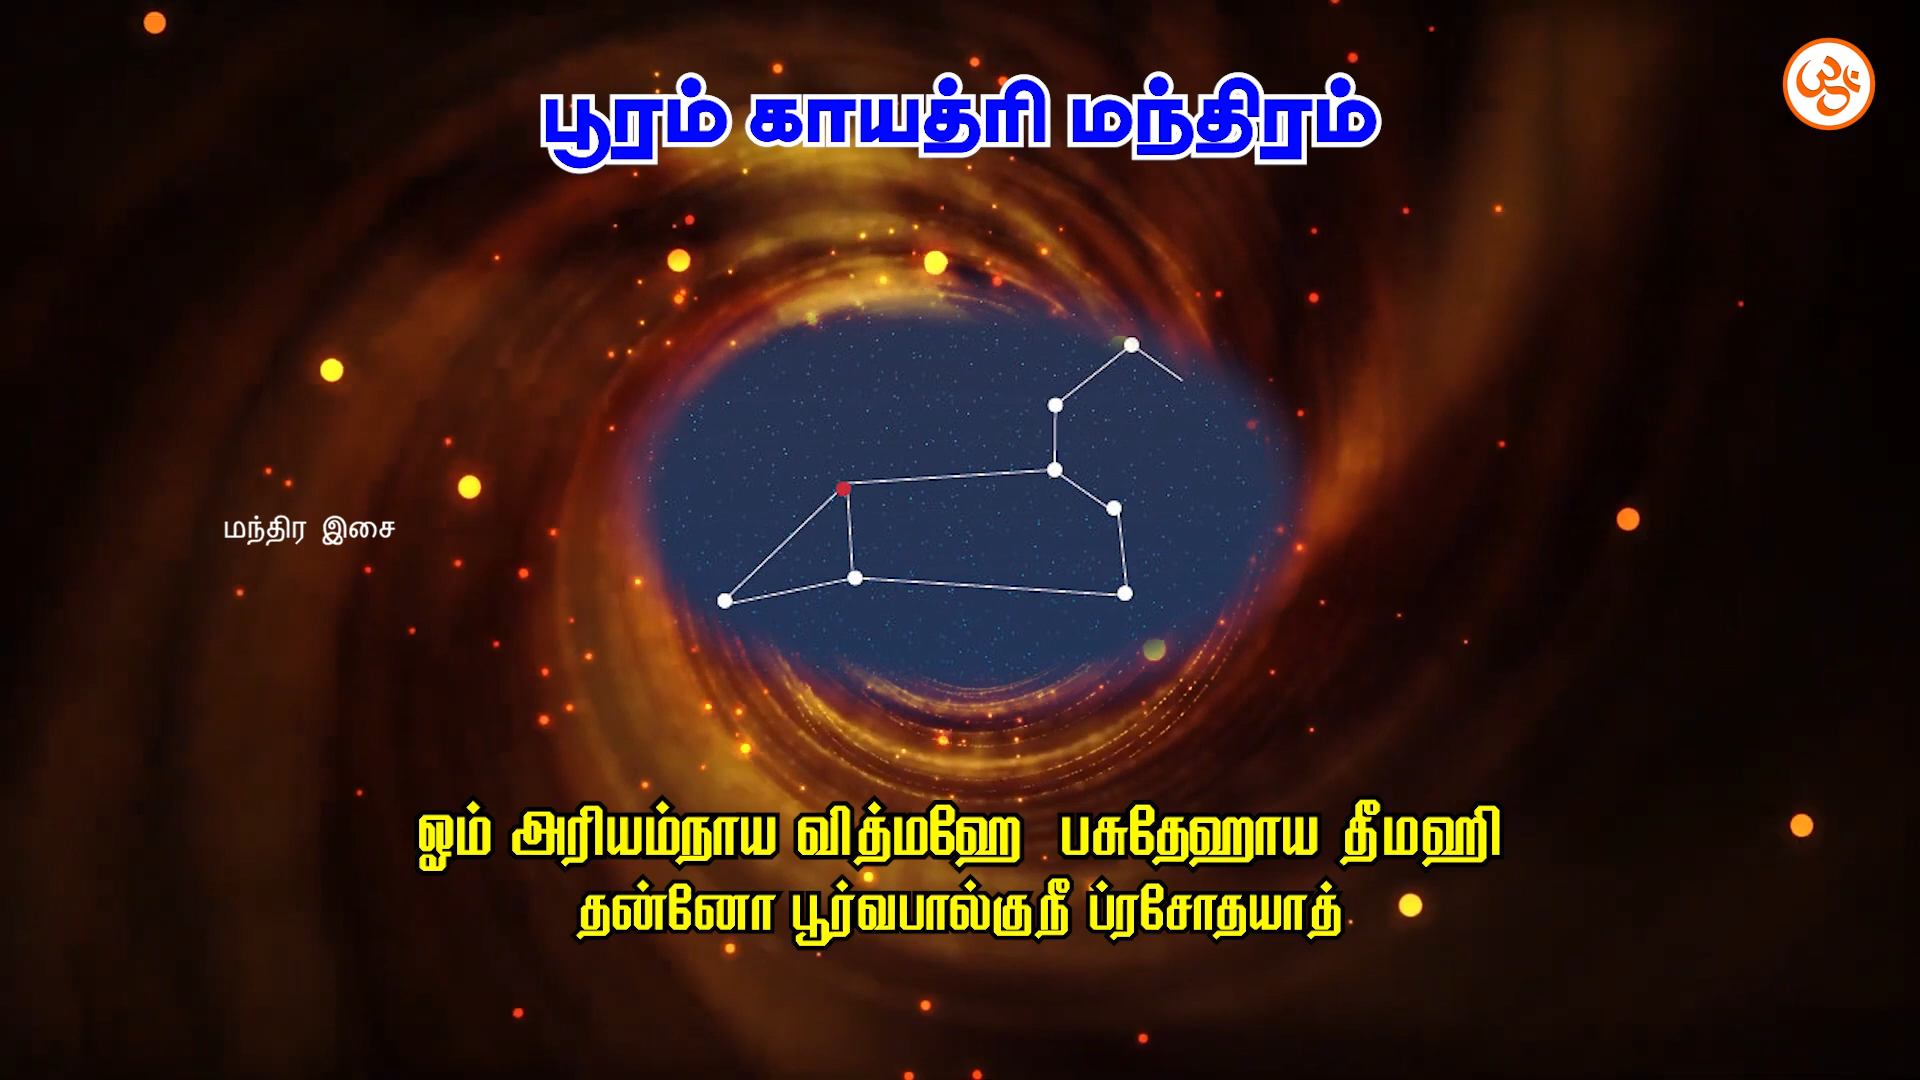 பூரம் காயத்ரி மந்திரம்
மந்திர இசை
ஓம் அரியம்நாய வித்மஹே பசுதேஹாய தீமஹி
தன்னோ பூர்வபால்குநீ ப்ரசோதயாத்